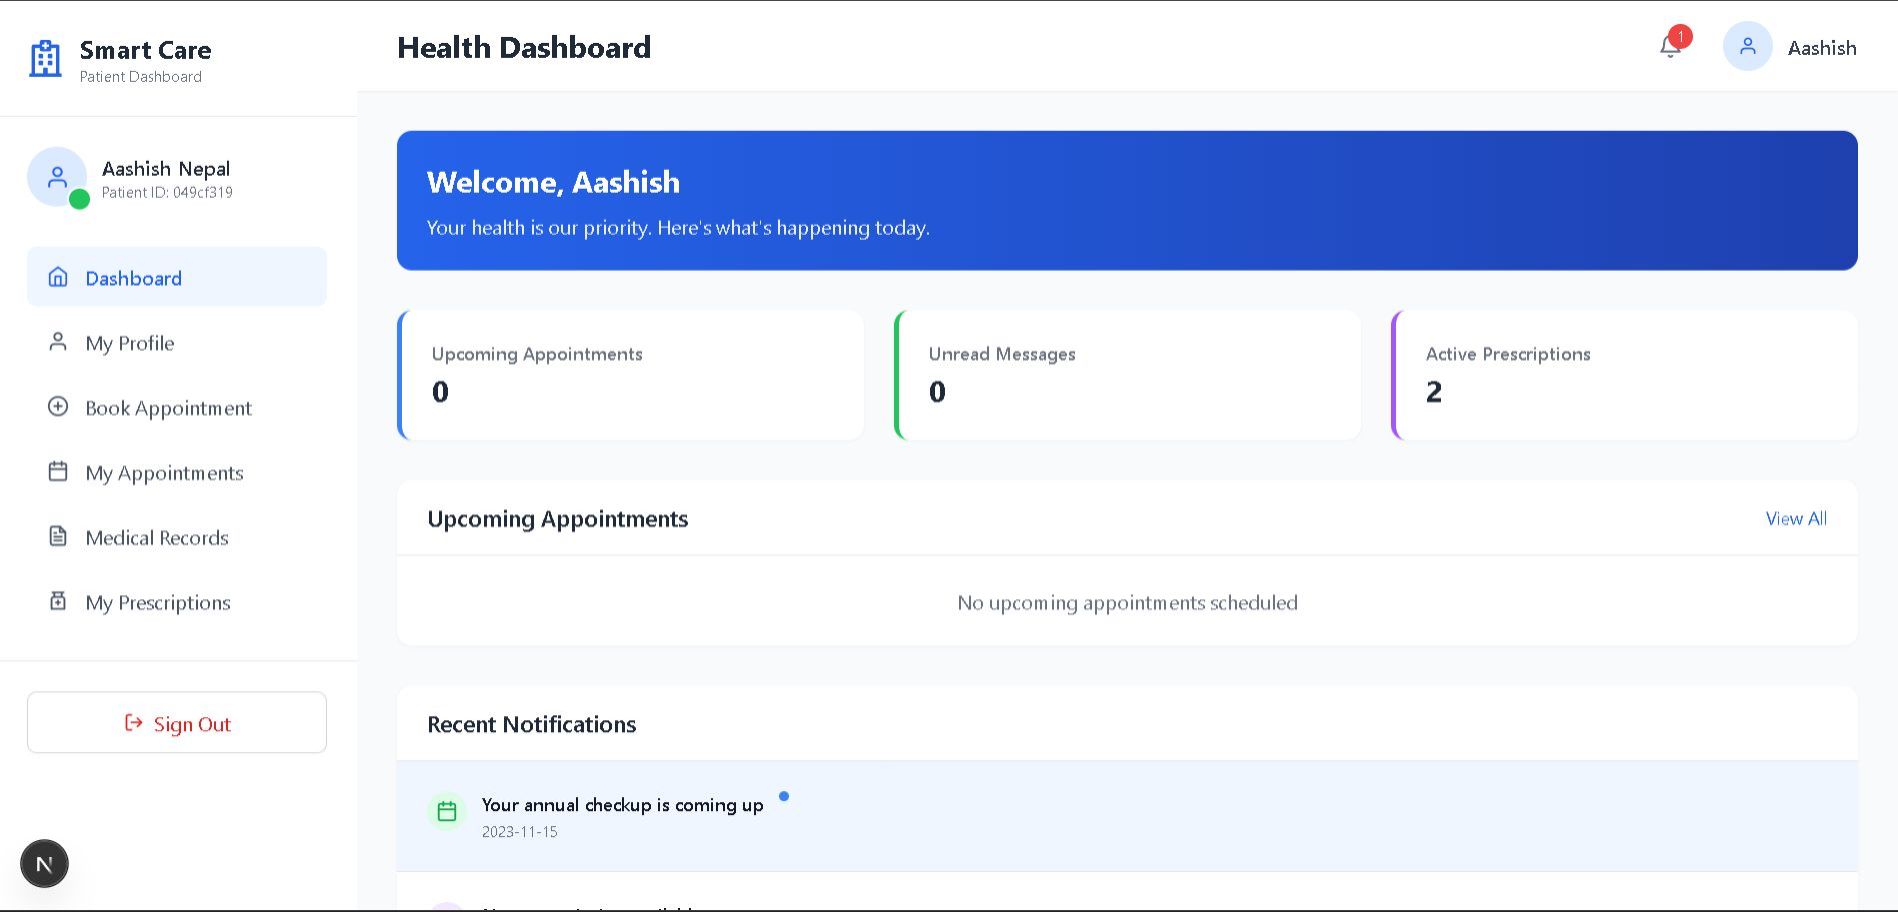 Smart Care
Patient Dashboard
Health Dashboard
1
Aashish
Aashish Nepal
Patient ID: 049cf319
Dashboard
My Profile
Book Appointment
My Appointments
Medical Records
My Prescriptions
Sign Out
N
Welcome, Aashish
Your health is our priority. Here's what's happening today.
Upcoming Appointments
0
Unread Messages
0
Active Prescriptions
2
Upcoming Appointments
View All
No upcoming appointments scheduled
Recent Notifications
Your annual checkup is coming up
2023-11-15